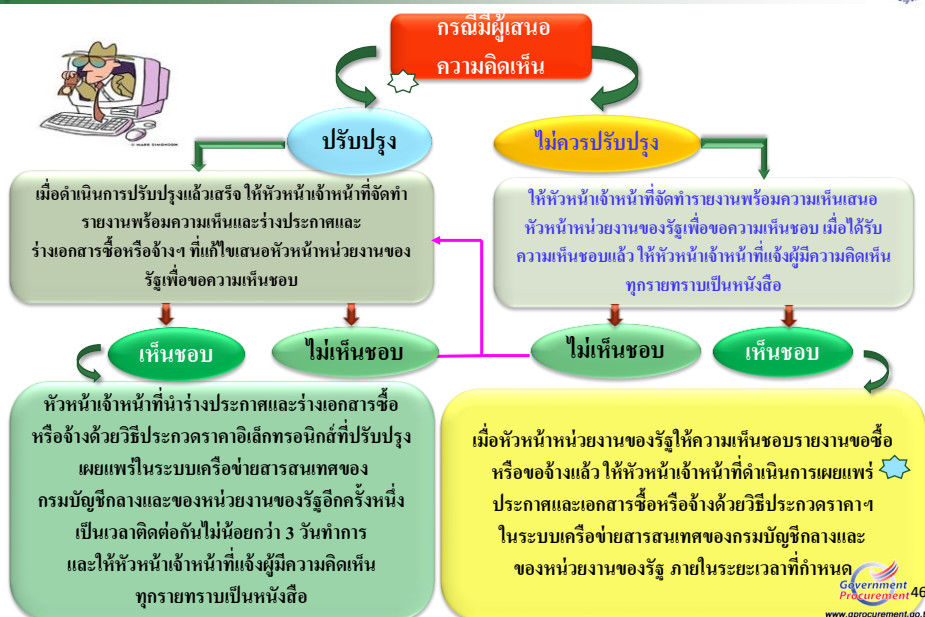 กรณีมีผู้เสนอ
ความคิดเห็น
ปรับปรุง
ไม่ควรปรับปรุง
เมื่อดำเนินการปรับปรุงแล้วเสร็จ ให้หัวหน้าเจ้าหน้าที่จัดทำ
รายงานพร้อมความเห็นและร่างประกาศและ
ร่างเอกสารซื้อหรือจ้างฯ ที่แก้ไขเสนอหัวหน้าหน่วยงานของ
รัฐเพื่อขอความเห็นชอบ
ให้หัวหน้าเจ้าหน้าที่จัดทำรายงานพร้อมความเห็นเสนอ
หัวหน้าหน่วยงานของรัฐเพื่อขอความเห็นชอบ เมื่อได้รับ
ความเห็นชอบแล้ว ให้หัวหน้าเจ้าหน้าที่แจ้งผู้มีความคิดเห็น
ทุกรายทราบเป็นหนังสือ
เห็นชอบ
ไม่เห็นชอบ
ไม่เห็นชอบ
เห็นชอบ
หัวหน้าเจ้าหน้าที่นำร่างประกาศและร่างเอกสารซื้อ
หรือจ้างด้วยวิธีประกวดราคาอิเล็กทรอนิกส์ที่ปรับปรุง
เผยแพร่ในระบบเครือข่ายสารสนเทศของ
กรมบัญชีกลางและของหน่วยงานของรัฐอีกครั้งหนึ่ง
เป็นเวลาติดต่อกันไม่น้อยกว่า 3 วันทำการ
และให้หัวหน้าเจ้าหน้าที่แจ้งผู้มีความคิดเห็น
ทุกรายทราบเป็นหนังสือ
เมื่อหัวหน้าหน่วยงานของรัฐให้ความเห็นชอบรายงานขอซื้อ
หรือขอจ้างแล้ว ให้หัวหน้าเจ้าหน้าที่ดำเนินการเผยแพร่
ประกาศและเอกสารซื้อหรือจ้างด้วยวิธีประกวดราคาฯ
ในระบบเครือข่ายสารสนเทศของกรมบัญชีกลางและ
ของหน่วยงานของรัฐ ภายในระยะเวลาที่กำหนด
Government
Procurement 46